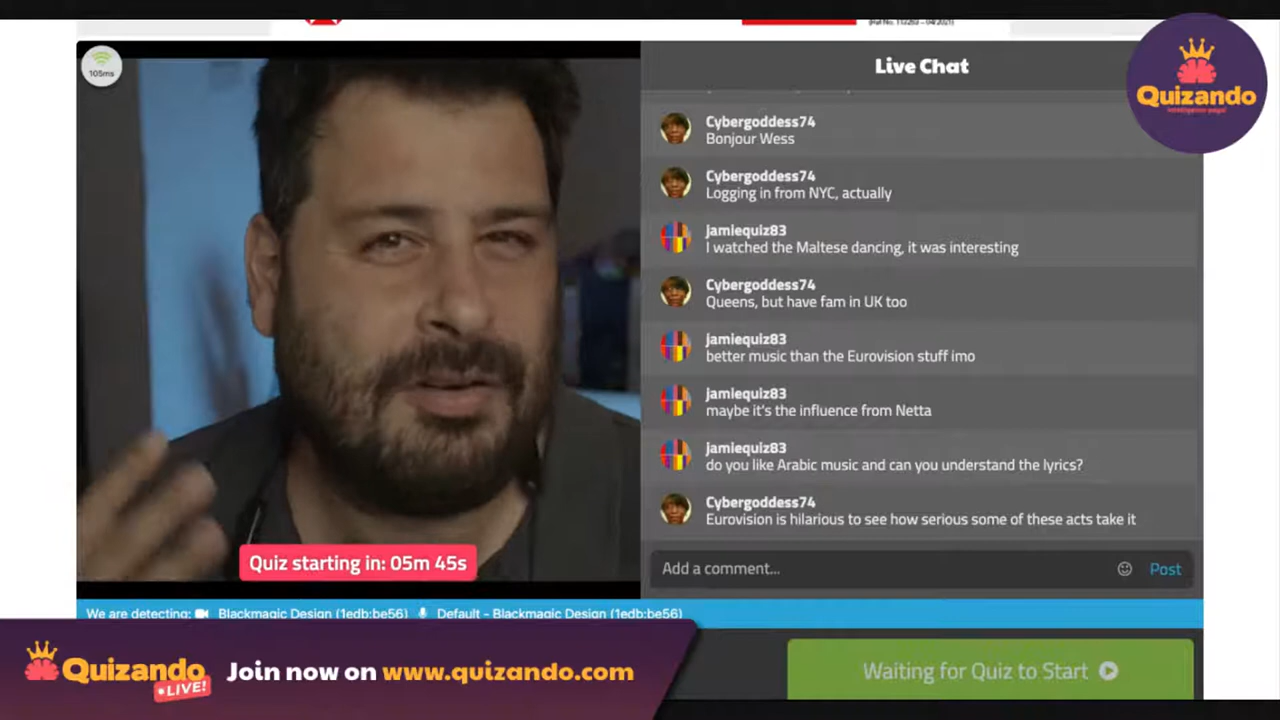 (Ref No. 113263 - 04/2021)
105ms
Live Chat
Quizando
Cybergoddess74
Bonjour Wess
Cybergoddess74
Logging in from NYC, actually
jamiequiz83
I watched the Maltese dancing, it was interesting
Cybergoddess74
Queens, but have fam in UK too
jamiequiz83
better music than the Eurovision stuff imo
jamiequiz83
maybe it's the influence from Netta
jamiequiz83
do you like Arabic music and can you understand the lyrics?
Cybergoddess74
Eurovision is hilarious to see how serious some of these acts take it
Quiz starting in: 05m 45s
Add a comment...
Post
We are detecting: Blackmagic Design (1edb:be56) Default - Blackmagic Design (1edb:be56)
Quizando
LIVE!
Join now on www.quizando.com
Waiting for Quiz to Start